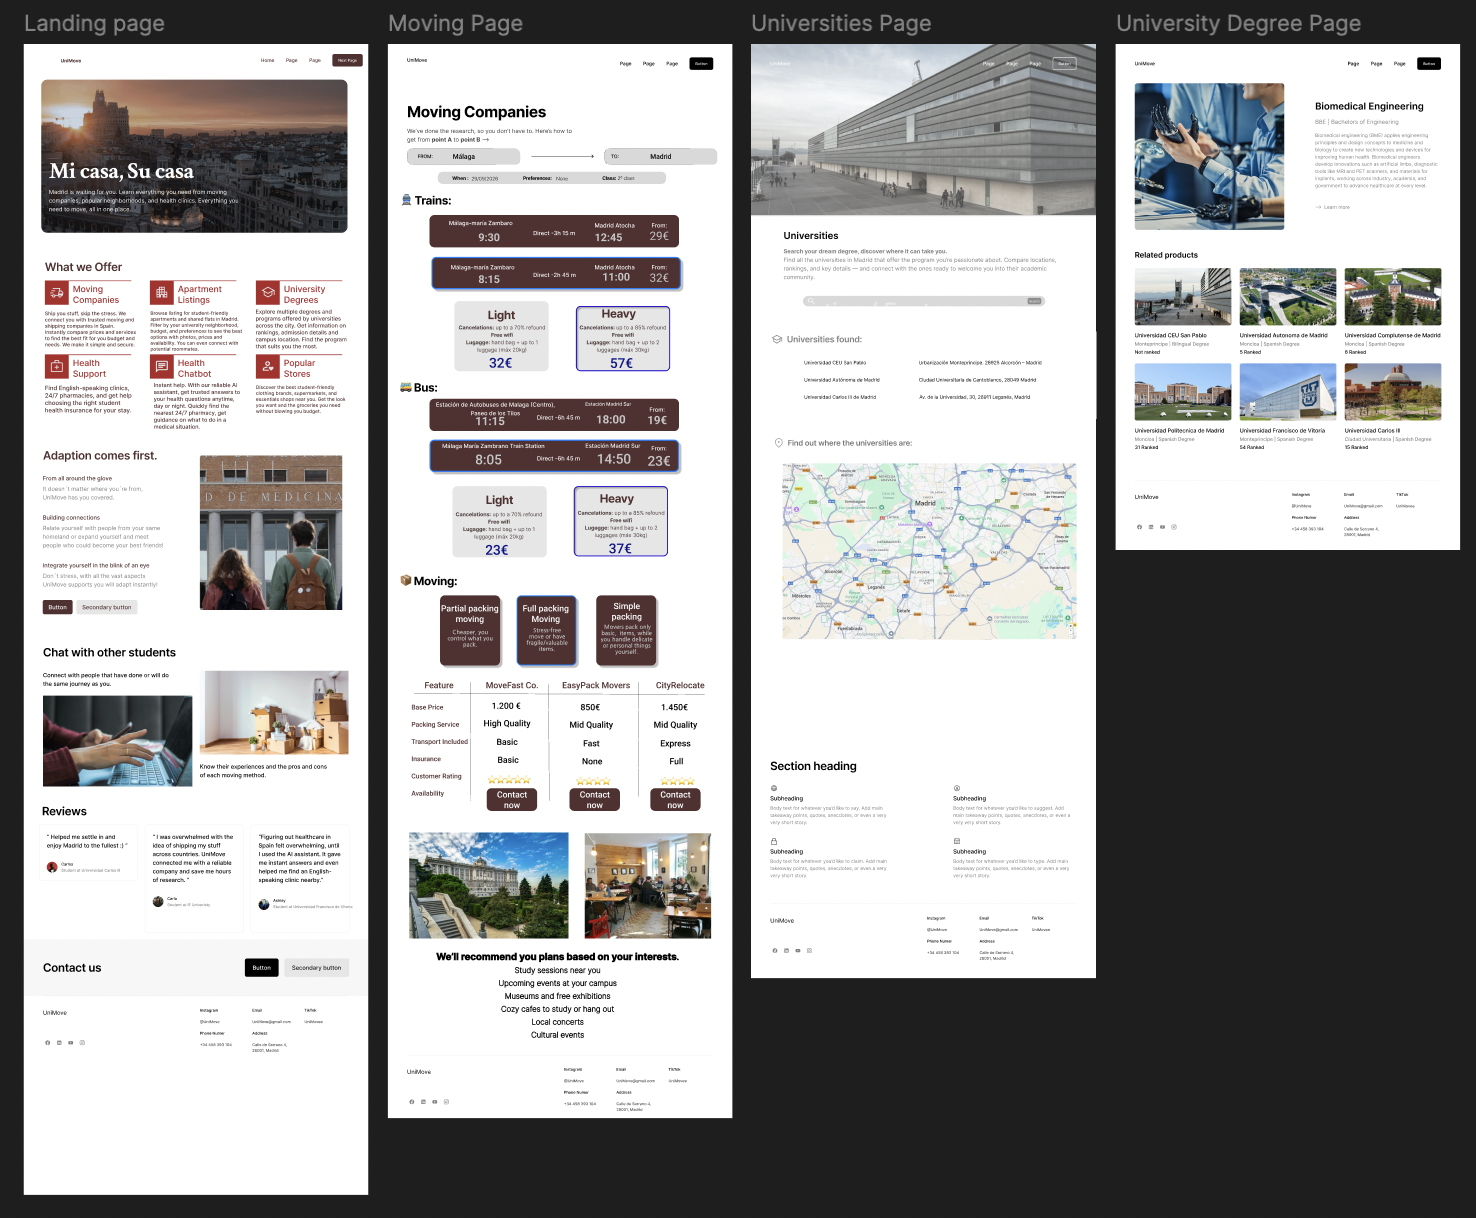 Landing page
UniMove
Home Page Page Next Page
Mi casa, Su casa
Madrid is waiting for you. Learn everything you need from moving
companies, popular neighborhoods, and health clinics. Everything you
need to move, all in one place.
What we Offer
Moving
Companies
Ship you stuff, skip the stress. We
connect you with trusted moving and
shipping companies in Spain.
Instantly compare prices and services
to find the best fit for you budget and
needs. We make it simple and secure.
Apartment
Listings
Browse listing for student-friendly
apartments and shared flats in Madrid.
Filter by your university neighborhood,
budget, and preferences to see the best
options with photos, prices and
availability. You can even connect with
potential roommates.
University
Degrees
Explore multiple degrees and
programs offered by universities
across the city. Get information on
rankings, admission details and
campus location. Find the program
that suits you the most.
Health
Support
Find English-speaking clinics,
24/7 pharmacies, and get help
choosing the right student
health insurance for your stay.
Health
Chatbot
Instant help. With our reliable AI
assistant, get trusted answers to
your health questions anytime,
day or night. Quickly find the
nearest 24/7 pharmacy, get
guidance on what to do in a
medical situation.
Popular
Stores
Discover the best student-friendly
clothing brands, supermarkets, and
essentials shops near you. Get the look
you want and the groceries you need
without blowing you budget.
Adaption comes first.
From all around the glove
It doesn´t matter where you´re from,
UniMove has you covered.
Building connections
Relate yourself with people from your same
homeland or expand yourself and meet
people who could become your best friends!
Integrate yourself in the blink of an eye
Don´t stress, with all the vast aspects
UniMove supports you will adapt instantly!
Button Secondary button
D DE MEDICINA
Chat with other students
Connect with people that have done or will do
the same journey as you.
Know their experiences and the pros and cons
of each moving method.
Reviews
" Helped me settle in and
enjoy Madrid to the fullest :) "
Carlos
Student at Universidad Carlos III
" I was overwhelmed with the
idea of shipping my stuff
across countries. UniMove
connected me with a reliable
company and save me hours
of research. "
Carla
Student at IE University
"Figuring out healthcare in
Spain felt overwhelming, until
I used the AI assistant. It gave
me instant answers and even
helped me find an English-
speaking clinic nearby."
Ashley
Student at Universidad Francisco de Vitoria
Contact us
Button Secondary button
UniMove
Instagram Email TikTok
@UniMove UniMove@gmail.com UniMoves
Phone Numer Address
+34 458 393 104 Calle de Serrano 4,
28001, Madrid
Moving Page
UniMove
Page Page Page Button
Moving Companies
We've done the research, so you don't have to. Here's how to
get from point A to point B →
FROM: Málaga TO: Madrid
When: 29/09/2026 Preferences: None Class: 2º class
Trains:
Málaga-maría Zambaro Madrid Atocha From:
9:30 Direct -3h 15 m 12:45 29€
Málaga-maría Zambaro Madrid Atocha From:
8:15 Direct -2h 45 m 11:00 32€
Light
Cancelations: up to a 70% refound
Free wifi
Lugagge: hand bag + up to 1
luggage (máx 20kg)
32€
Heavy
Cancelations: up to a 85% refound
Free wifi
Lugagge: hand bag + up to 2
luggages (máx 30kg)
57€
Bus:
Estación de Autobuses de Malaga (Centro),
Paseo de los Tilos
Estación Madrid Sur From:
11:15 Direct -6h 45 m 18:00 19€
Málaga María Zambrano Train Station Estación Madrid Sur From:
8:05 Direct -6h 45 m 14:50 23€
Light
Cancelations: up to a 70% refound
Free wifi
Lugagge: hand bag + up to 1
luggage (máx 20kg)
23€
Heavy
Cancelations: up to a 85% refound
Free wifi
Lugagge: hand bag + up to 2
luggages (máx 30kg)
37€
Moving:
Partial packing
moving
Cheaper, you
control what you
pack.
Full packing
Moving
Stress-free
move or have
fragile/valuable
items.
Simple
packing
Movers pack only
basic, items, while
you handle delicate
or personal things
yourself.
Feature MoveFast Co. EasyPack Movers CityRelocate
Base Price 1.200 € 850€ 1.450€
Packing Service High Quality Mid Quality Mid Quality
Transport Included Basic Fast Express
Insurance Basic None Full
Customer Rating
Availability Contact now Contact now Contact now
We'll recommend you plans based on your interests.
Study sessions near you
Upcoming events at your campus
Museums and free exhibitions
Cozy cafes to study or hang out
Local concerts
Cultural events
UniMove
Instagram Email TikTok
@UniMove UniMove@gmail.com UniMoves
Phone Numer Address
+34 458 393 104 Calle de Serrano 4,
28001, Madrid
Universities Page
UniMove
Page Page Page Button
Universities
Search your dream degree, discover where it can take you.
Find all the universities in Madrid that offer the program you're passionate about. Compare locations,
rankings, and key details — and connect with the ones ready to welcome you into their academic
community.
Universities found:
Universidad CEU San Pablo Urbanización Montepríncipe. 28925 Alcorcón – Madrid
Universidad Autónoma de Madrid Ciudad Universitaria de Cantoblanco, 28049 Madrid
Universidad Carlos III de Madrid Av. de la Universidad, 30, 28911 Leganés, Madrid
Find out where the universities are:
Madrid
Móstoles
Leganés
Getafe
Fuenlabrada
Section heading
Subheading
Body text for whatever you'd like to say. Add main
takeaway points, quotes, anecdotes, or even a very
very short story.
Subheading
Body text for whatever you'd like to suggest. Add
main takeaway points, quotes, anecdotes, or even a
very very short story.
Subheading
Body text for whatever you'd like to claim. Add main
takeaway points, quotes, anecdotes, or even a very
very short story.
Subheading
Body text for whatever you'd like to type. Add main
takeaway points, quotes, anecdotes, or even a very
very short story.
UniMove
Instagram Email TikTok
@UniMove UniMove@gmail.com UniMoves
Phone Numer Address
+34 458 393 104 Calle de Serrano 4,
28001, Madrid
University Degree Page
UniMove
Page Page Page Button
Biomedical Engineering
BBE | Bachelors of Engineering
Biomedical engineering (BME) applies engineering
principles and design concepts to medicine and
biology to create new technologies and devices for
improving human health. Biomedical engineers
develop innovations such as artificial limbs, diagnostic
tools like MRI and PET scanners, and materials for
implants, working across industry, academia, and
government to advance healthcare at every level.
→ Learn more
Related products
Universidad CEU San Pablo
Montepríncipe | Bilingual Degree
Not ranked
Universidad Autonoma de Madrid
Moncloa | Spanish Degree
5 Ranked
Universidad Complutense de Madrid
Moncloa | Spanish Degree
6 Ranked
Universidad Politecnica de Madrid
Moncloa | Spanish Degree
31 Ranked
Universidad Francisco de Vitoria
Montepríncipe | Spanish Degree
54 Ranked
Universidad Carlos III
Ciudad Universitaria | Spanish Degree
15 Ranked
UniMove
Instagram Email TikTok
@UniMove UniMove@gmail.com UniMoves
Phone Numer Address
+34 458 393 104 Calle de Serrano 4,
28001, Madrid